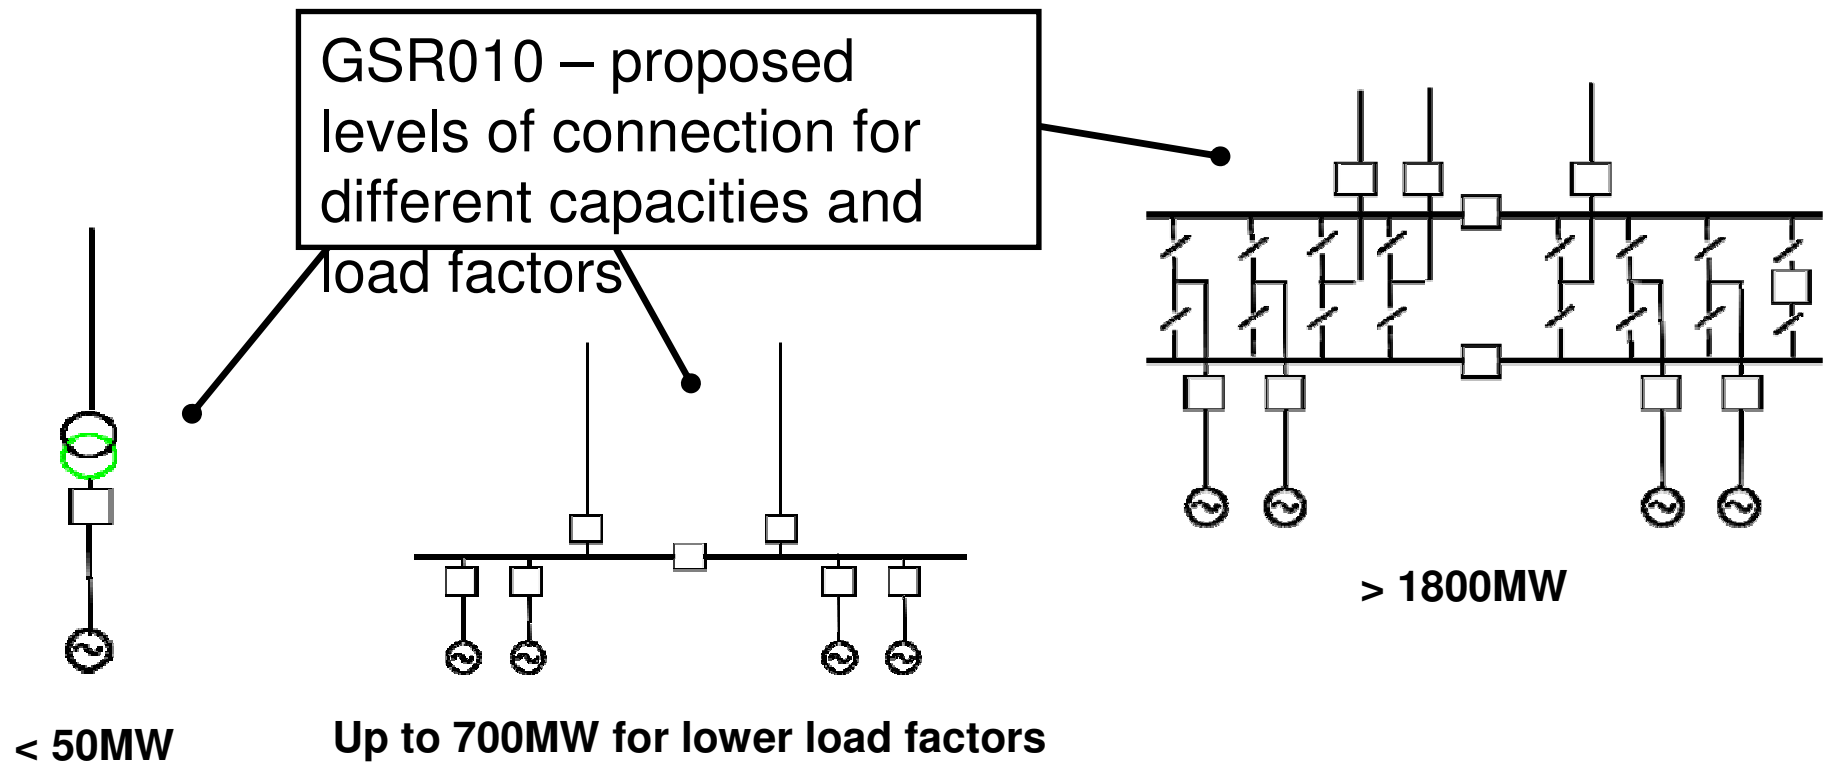 GSR010 – proposed
levels of connection for
different capacities and
load factors
> 1800MW
< 50MW
Up to 700MW for lower load factors